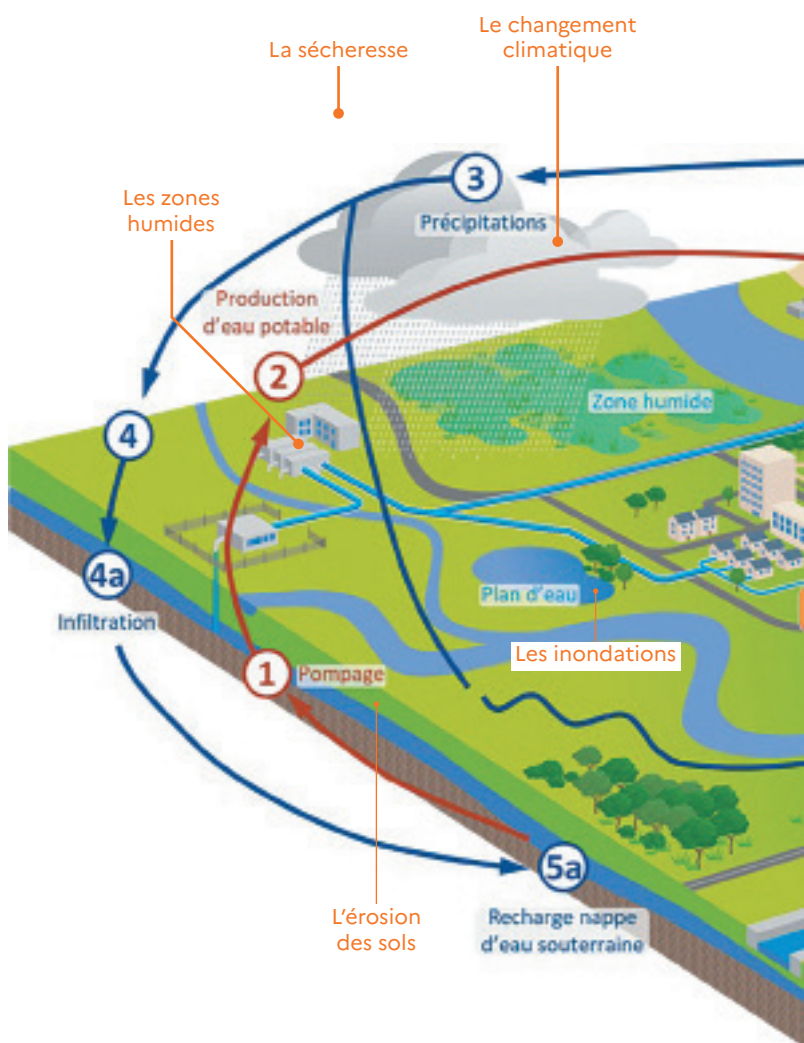 Le changement
climatique
La sécheresse
3
Les zones
humides
Précipitations
Production
d'eau potable
2
Zone humide
4
4a
Plan d'eau
Infiltration
Les inondations
1
Pompage
5a
L'érosion
des sols
Recharge nappe
d'eau souterraine